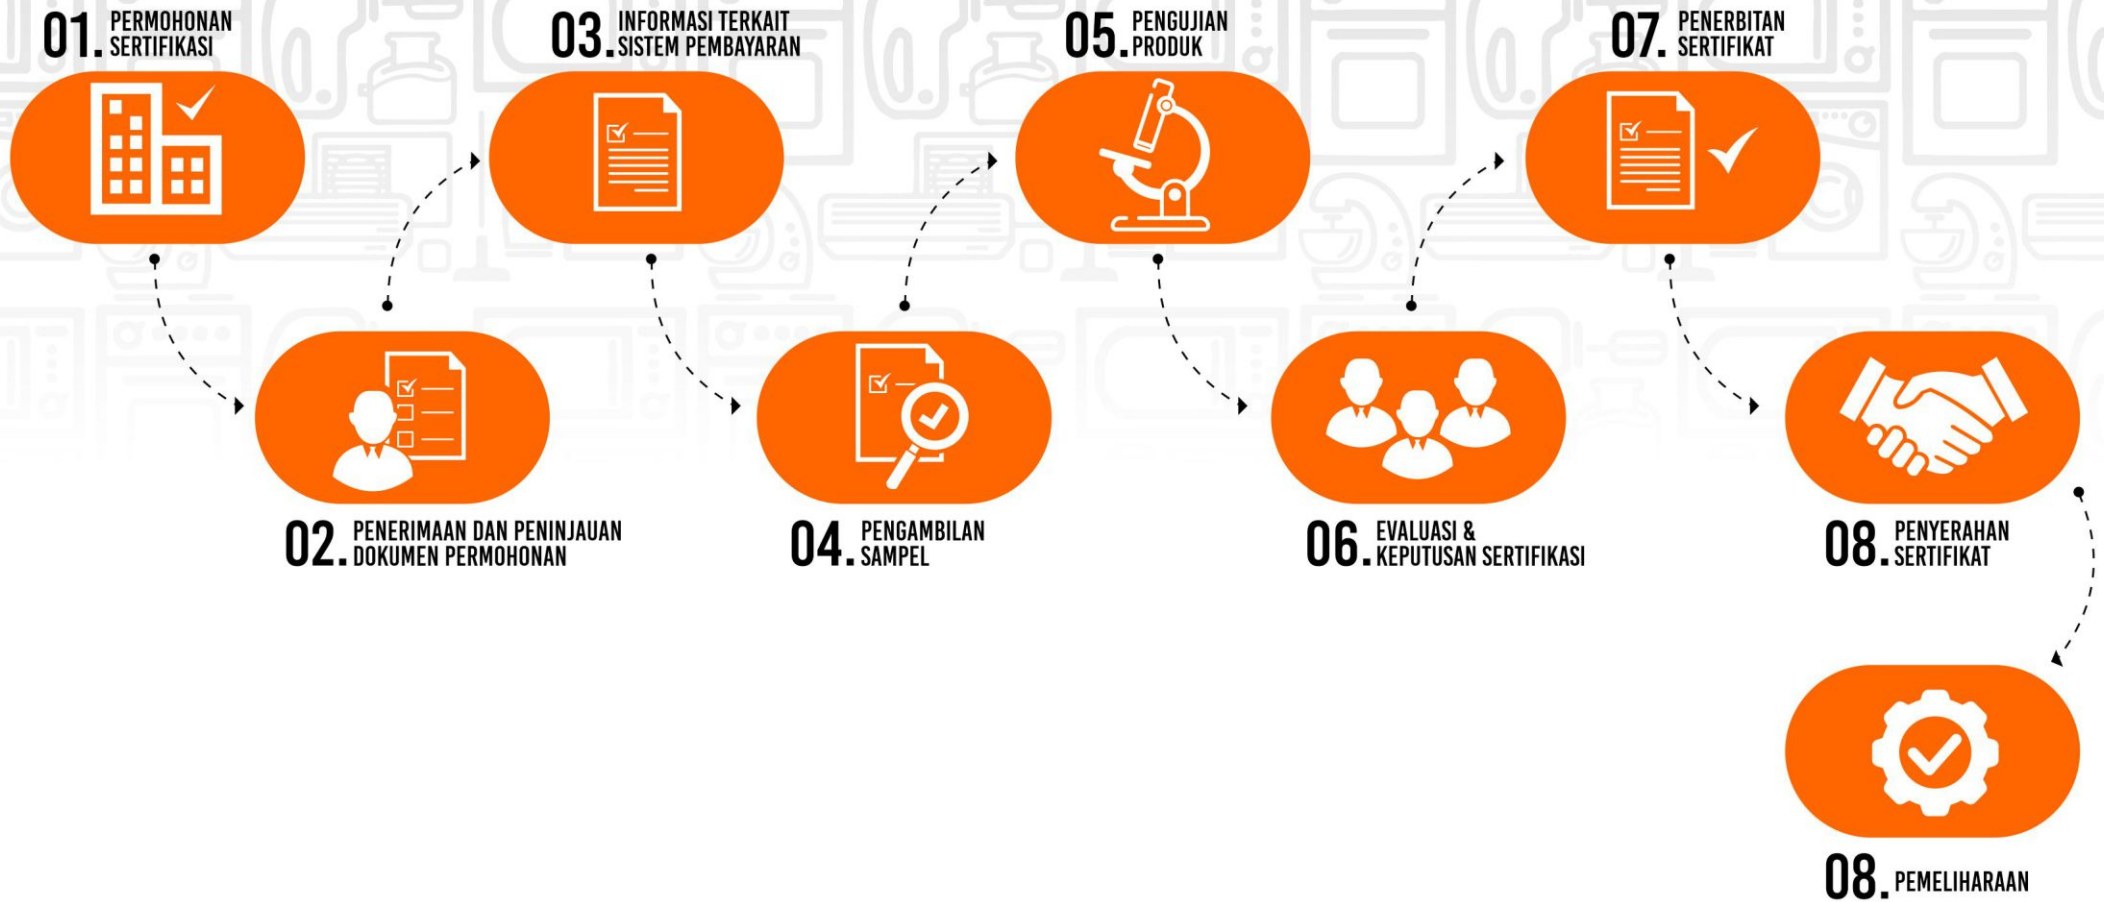 01. PERMOHONAN
SERTIFIKASI
02. PENERIMAAN DAN PENINJAUAN
DOKUMEN PERMOHONAN
03. INFORMASI TERKAIT
SISTEM PEMBAYARAN
04. PENGAMBILAN
SAMPEL
05. PENGUJIAN
PRODUK
06. EVALUASI &
KEPUTUSAN SERTIFIKASI
07. PENERBITAN
SERTIFIKAT
08. PENYERAHAN
SERTIFIKAT
08. PEMELIHARAAN